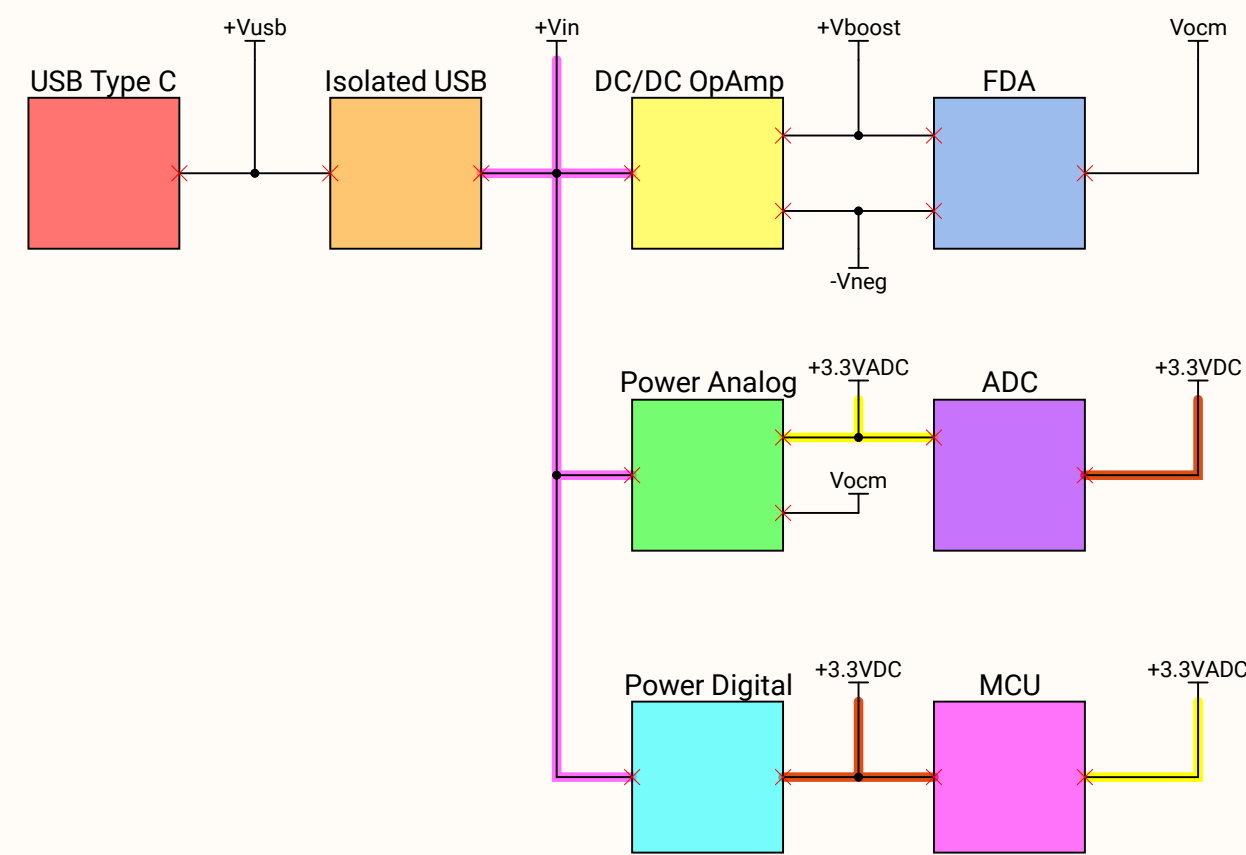 +Vusb
+Vin
+Vboost
Vocm
USB Type C
Isolated USB
DC/DC OpAmp
FDA
-Vneg
Power Analog
+3.3VADC
ADC
+3.3VDC
Vocm
Power Digital
+3.3VDC
MCU
+3.3VADC